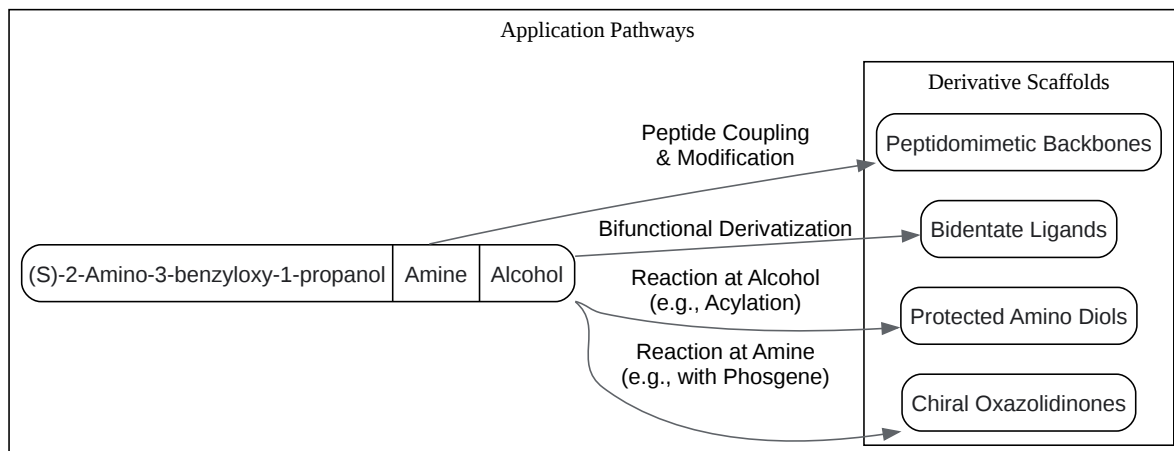 Application Pathways
Derivative Scaffolds
Peptide Coupling
& Modification
Peptidomimetic Backbones
Bifunctional Derivatization
Bidentate Ligands
(S)-2-Amino-3-benzyloxy-1-propanol
Amine
Alcohol
Reaction at Alcohol
(e.g., Acylation)
Protected Amino Diols
Reaction at Amine
(e.g., with Phosgene)
Chiral Oxazolidinones